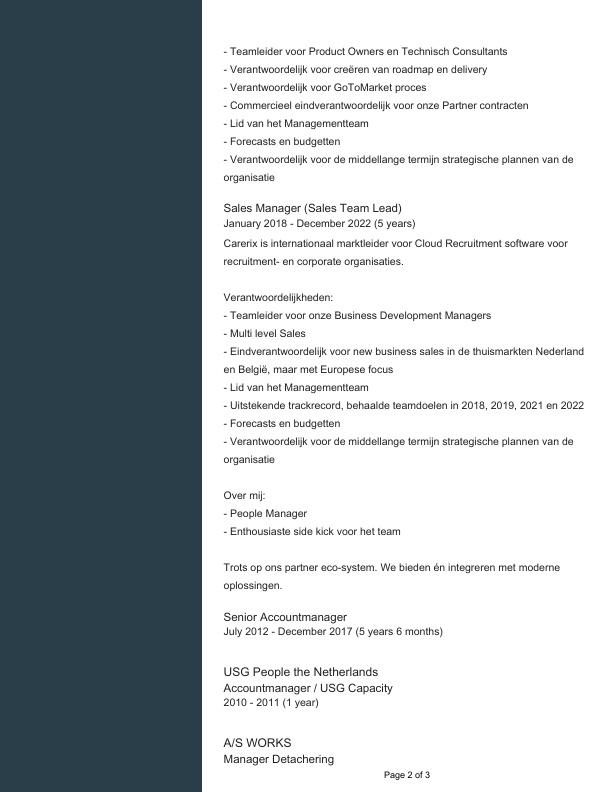 - Teamleider voor Product Owners en Technisch Consultants
- Verantwoordelijk voor creëren van roadmap en delivery
- Verantwoordelijk voor GoToMarket proces
- Commercieel eindverantwoordelijk voor onze Partner contracten
- Lid van het Managementteam
- Forecasts en budgetten
- Verantwoordelijk voor de middellange termijn strategische plannen van de
organisatie
Sales Manager (Sales Team Lead)
January 2018 - December 2022 (5 years)
Carerix is internationaal marktleider voor Cloud Recruitment software voor
recruitment- en corporate organisaties.
Verantwoordelijkheden:
- Teamleider voor onze Business Development Managers
- Multi level Sales
- Eindverantwoordelijk voor new business sales in de thuismarkten Nederland
en België, maar met Europese focus
- Lid van het Managementteam
- Uitstekende trackrecord, behaalde teamdoelen in 2018, 2019, 2021 en 2022
- Forecasts en budgetten
- Verantwoordelijk voor de middellange termijn strategische plannen van de
organisatie
Over mij:
- People Manager
- Enthousiaste side kick voor het team
Trots op ons partner eco-system. We bieden én integreren met moderne
oplossingen.
Senior Accountmanager
July 2012 - December 2017 (5 years 6 months)
USG People the Netherlands
Accountmanager / USG Capacity
2010 - 2011 (1 year)
A/S WORKS
Manager Detachering
Page 2 of 3